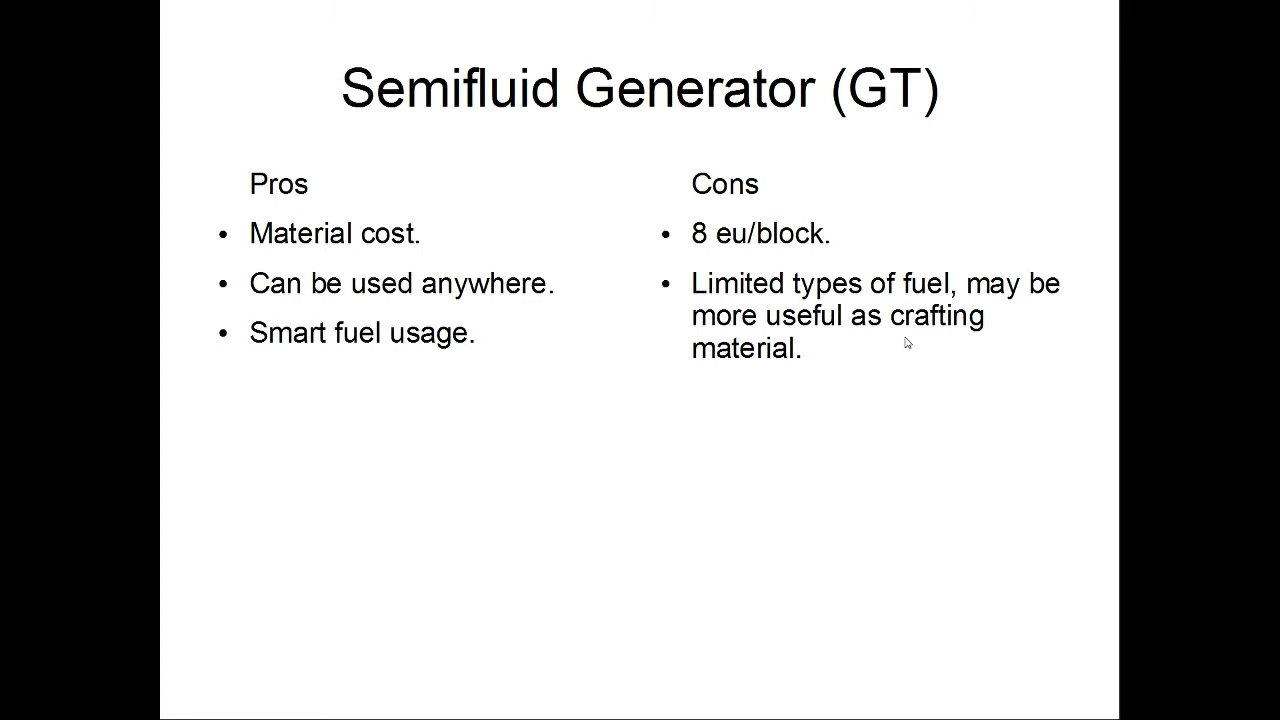 Semifluid Generator (GT)
Pros
• Material cost.
• Can be used anywhere.
• Smart fuel usage.
Cons
• 8 eu/block.
• Limited types of fuel, may be
more useful as crafting
material.